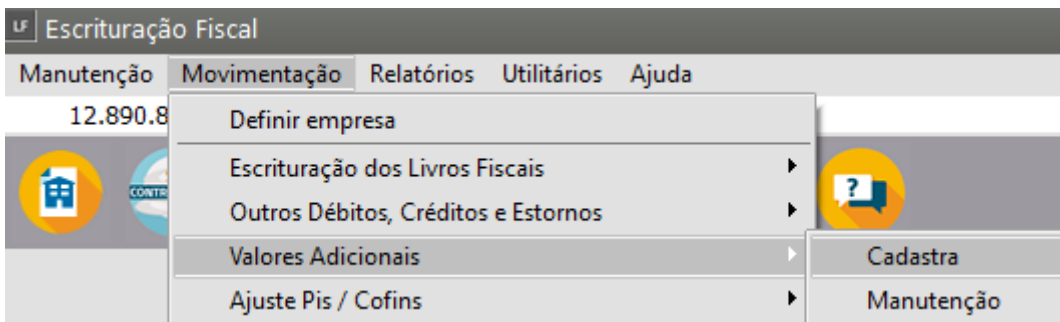 LF Escrituração Fiscal
Manutenção Movimentação Relatórios Utilitários Ajuda
12.890.8
Definir empresa
Escrituração dos Livros Fiscais
CONTR
?
Outros Débitos, Créditos e Estornos
Valores Adicionais Cadastra
Ajuste Pis / Cofins Manutenção